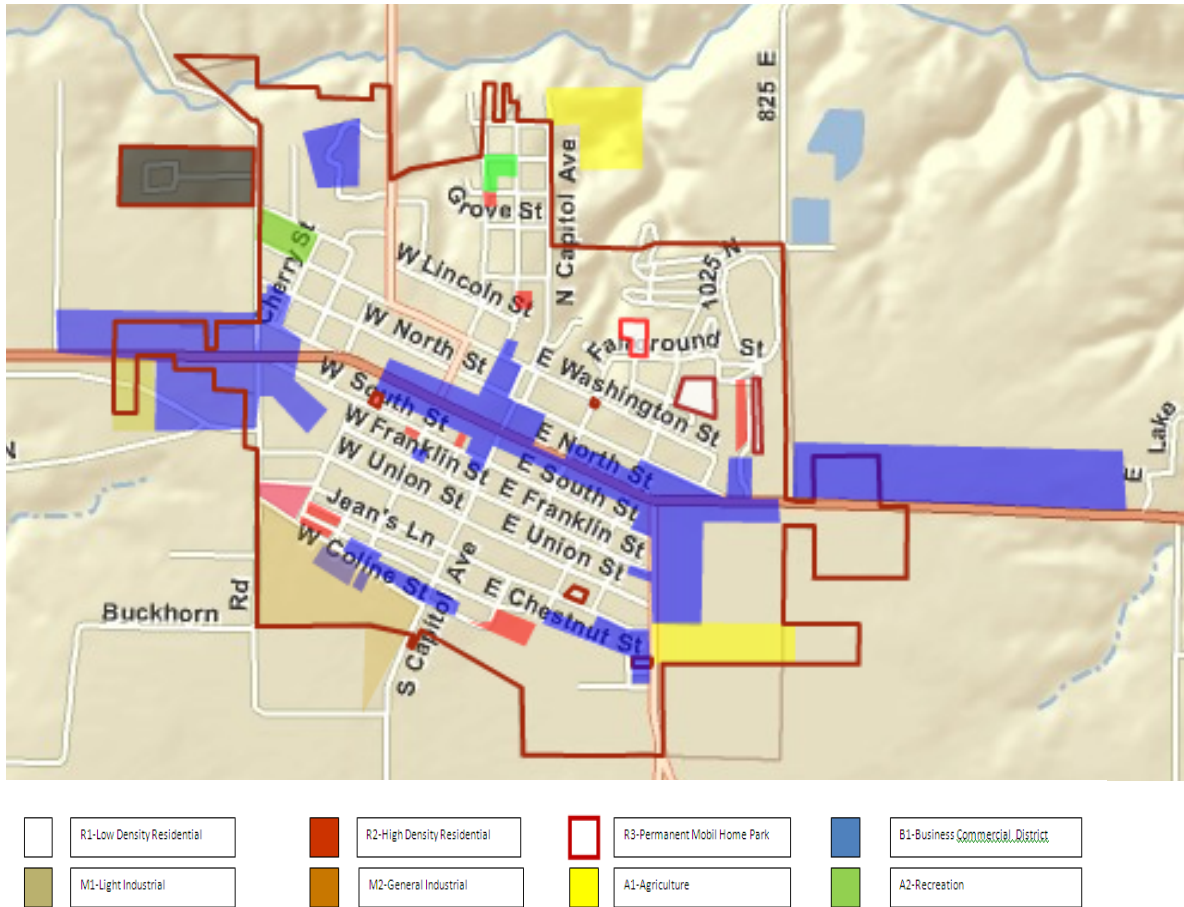 825 E
N Capitol Ave
Grove St
Cherry St
W Lincoln St
1025 N
W North St
Fairground St
E Washington St
W South St
W Franklin St
E North St
E South St
E Franklin St
W Union St
E Union St
E Lake
N
Jean's Ln
W Coline St
E Chestnut St
S Capitol Ave
Buckhorn Rd
R1-Low Density Residential
R2-High Density Residential
R3-Permanent Mobil Home Park
B1-Business Commercial District
M1-Light Industrial
M2-General Industrial
A1-Agriculture
A2-Recreation